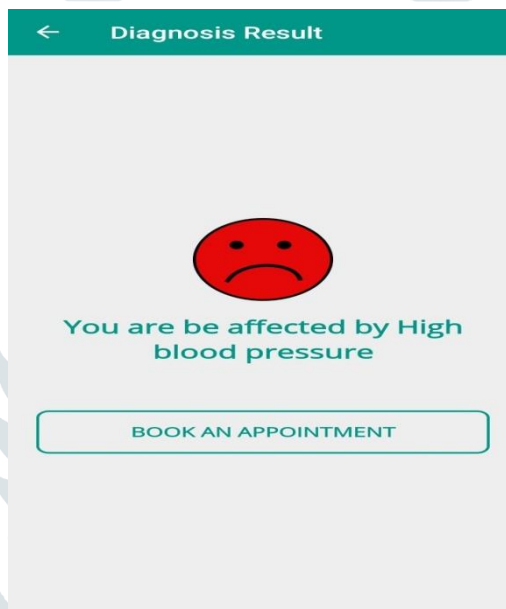 Diagnosis Result
You are be affected by High
blood pressure
BOOK AN APPOINTMENT